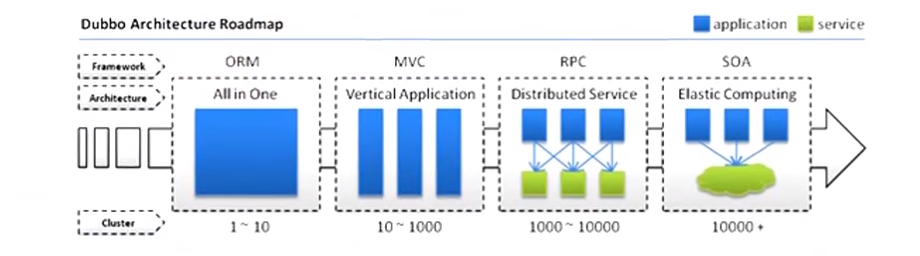 Dubbo Architecture Roadmap
application service
Framework ORM MVC RPC SOA
Architecture All in One Vertical Application Distributed Service Elastic Computing
Cluster 1 ~ 10 10 ~ 1000 1000 ~ 10000 10000 +